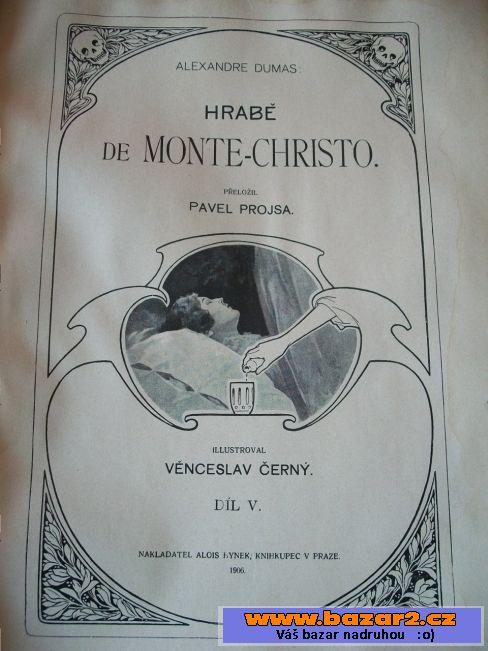 ALEXANDRE DUMAS:
HRABĚ
DE MONTE-CHRISTO.
PŘELOŽIL
PAVEL PROJSA.
ILLUSTROVAL
VĚNCESLAV ČERNÝ.
DÍL V.
NAKLADATEL ALOIS HYNEK, KNIHKUPEC V PRAZE.
1906.
www.bazar2.cz
Váš bazar nadruhou :o)